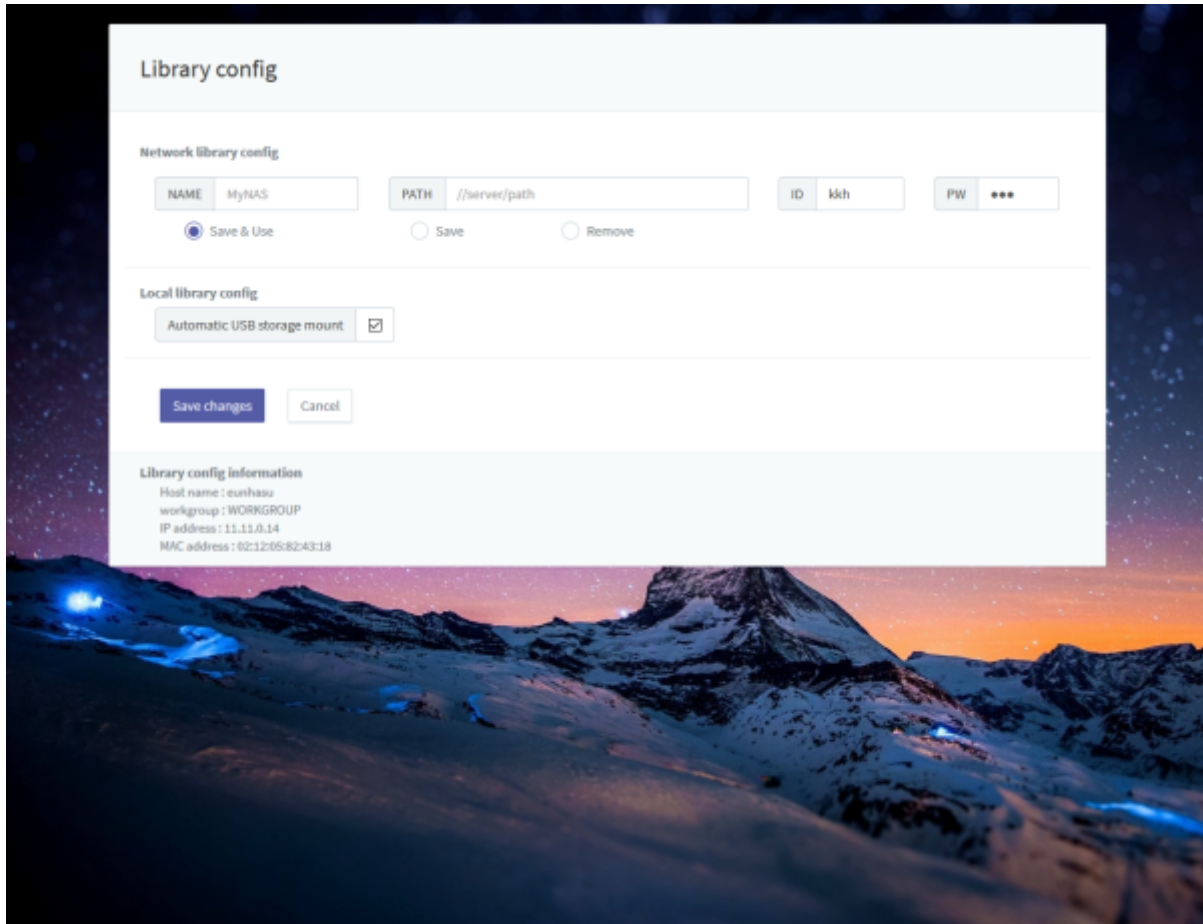 Library config
Network library config
NAME MyNAS PATH //server/path ID kkh PW •••
Save & Use Save Remove
Local library config
Automatic USB storage mount
Save changes Cancel
Library config information
Host name : eunhasu
workgroup : WORKGROUP
IP address : 11.11.0.14
MAC address : 02:12:05:82:43:18